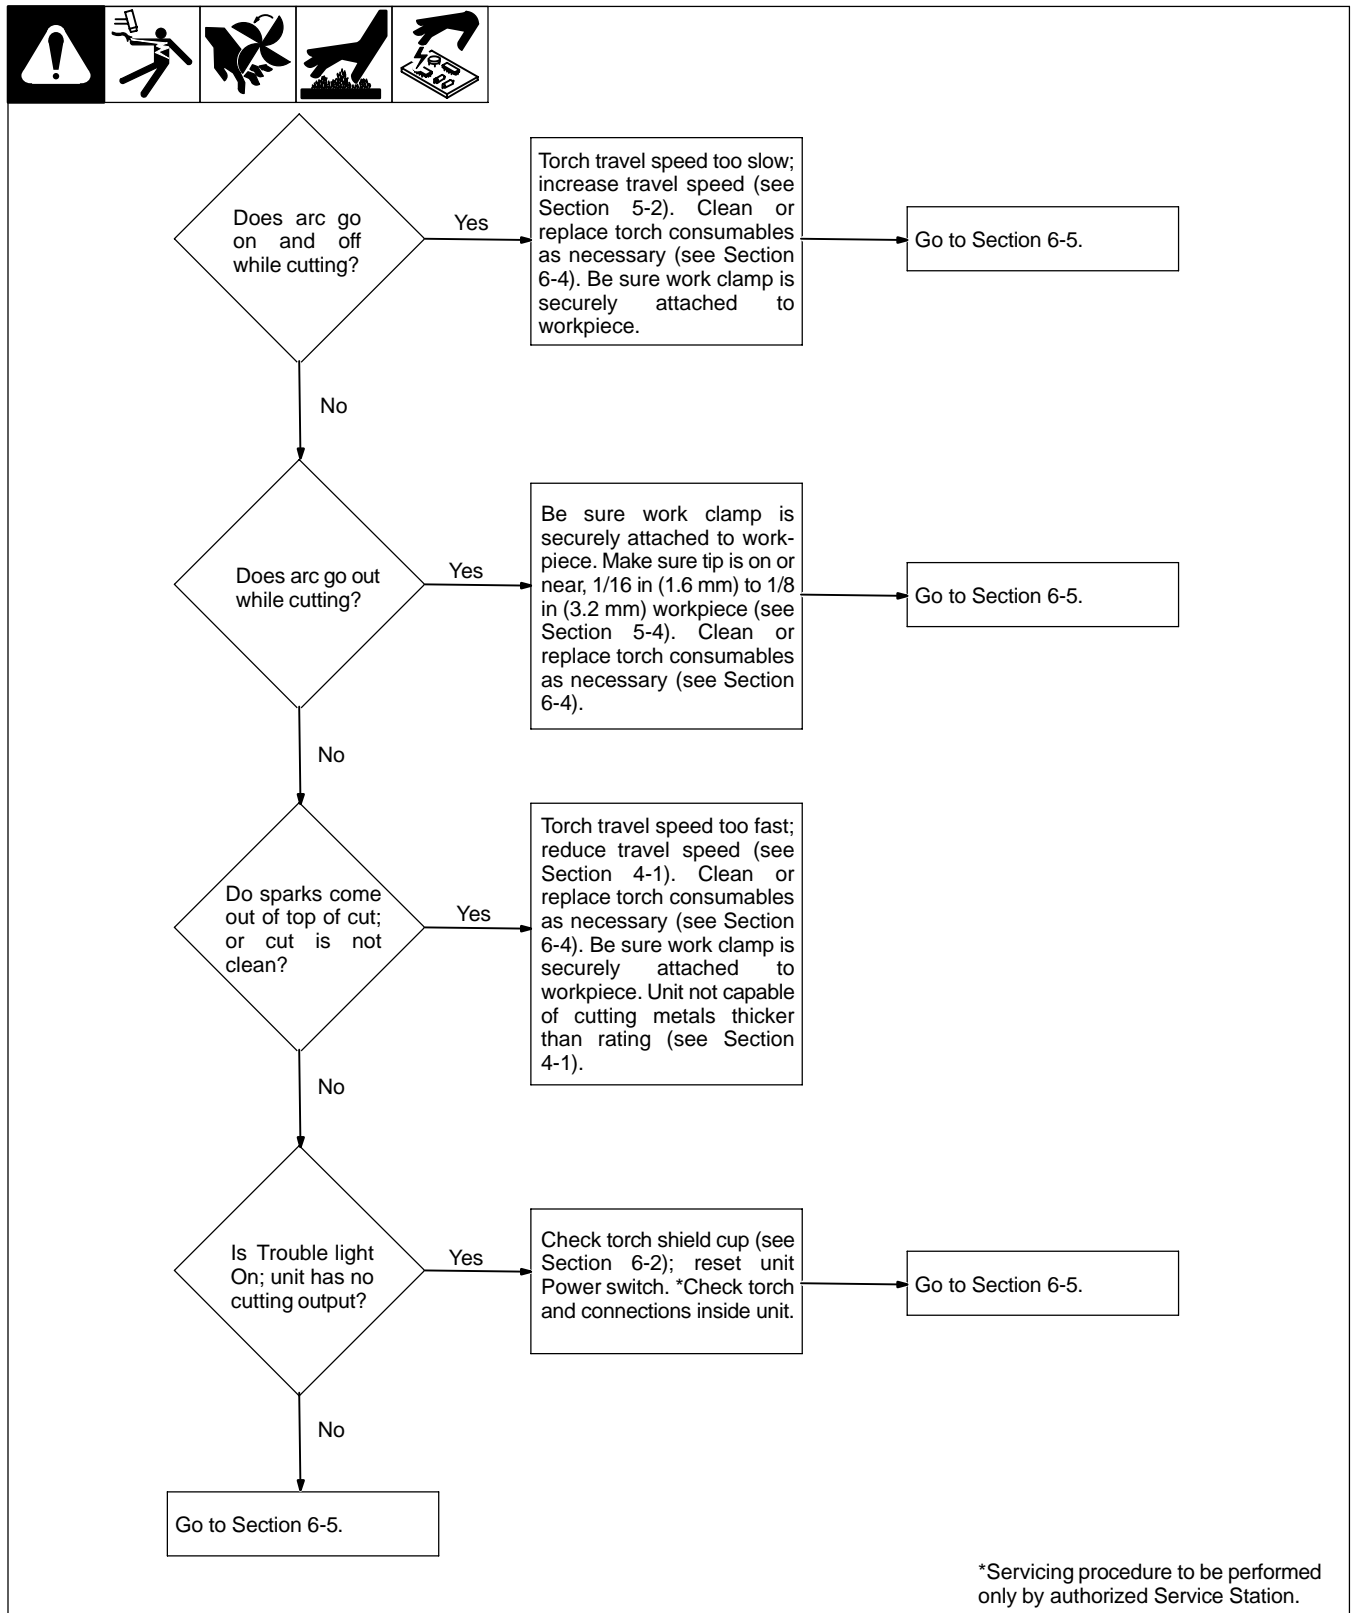 Does arc go
on and off
while cutting?
Yes
Torch travel speed too slow;
increase travel speed (see
Section 5-2). Clean or
replace torch consumables
as necessary (see Section
6-4). Be sure work clamp is
securely attached to
workpiece.
Go to Section 6-5.
No
Does arc go out
while cutting?
Yes
Be sure work clamp is
securely attached to work-
piece. Make sure tip is on or
near, 1/16 in (1.6 mm) to 1/8
in (3.2 mm) workpiece (see
Section 5-4). Clean or
replace torch consumables
as necessary (see Section
6-4).
Go to Section 6-5.
No
Do sparks come
out of top of cut;
or cut is not
clean?
Yes
Torch travel speed too fast;
reduce travel speed (see
Section 4-1). Clean or
replace torch consumables
as necessary (see Section
6-4). Be sure work clamp is
securely attached to
workpiece. Unit not capable
of cutting metals thicker
than rating (see Section
4-1).
No
Is Trouble light
On; unit has no
cutting output?
Yes
Check torch shield cup (see
Section 6-2); reset unit
Power switch. *Check torch
and connections inside unit.
Go to Section 6-5.
No
Go to Section 6-5.
*Servicing procedure to be performed
only by authorized Service Station.